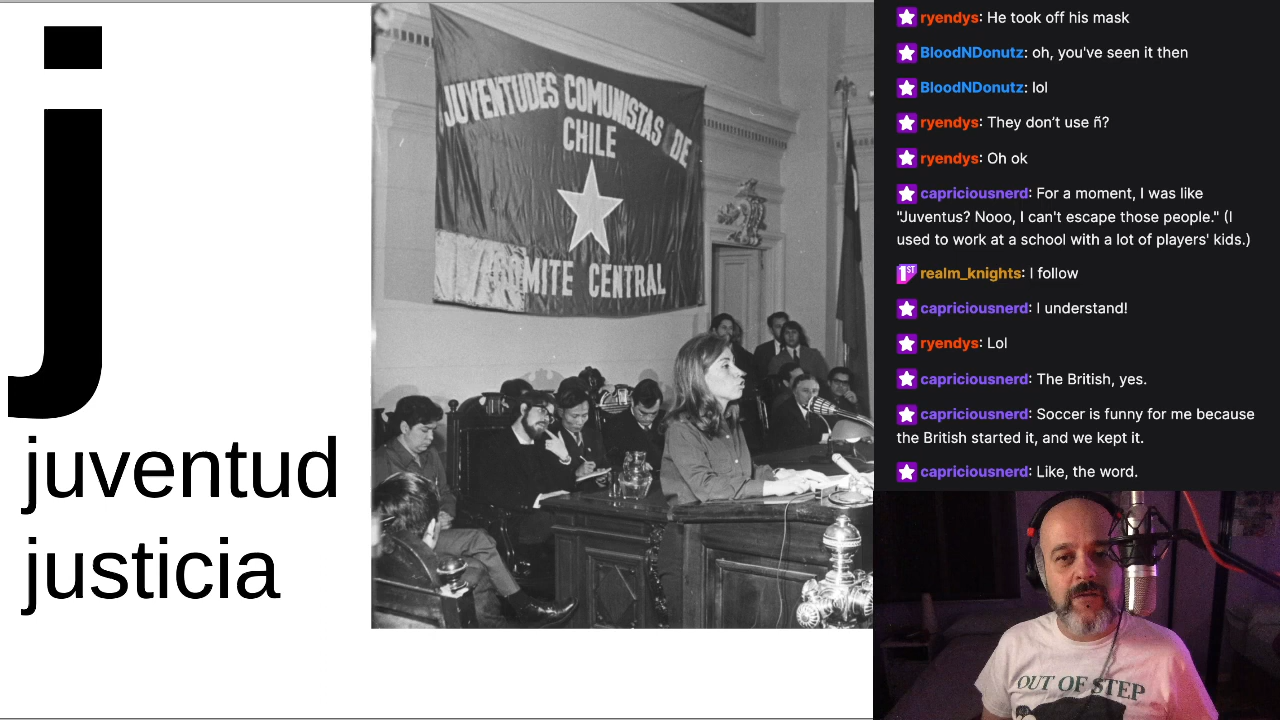 j
juventud
justicia
JUVENTUDES COMUNISTAS DE
CHILE
COMITE CENTRAL
ryendys: He took off his mask
BloodNDonutz: oh, you've seen it then
BloodNDonutz: lol
ryendys: They don’t use ñ?
ryendys: Oh ok
capriciousnerd: For a moment, I was like
"Juventus? Nooo, I can't escape those people." (I
used to work at a school with a lot of players' kids.)
1ST realm_knights: I follow
capriciousnerd: I understand!
ryendys: Lol
capriciousnerd: The British, yes.
capriciousnerd: Soccer is funny for me because
the British started it, and we kept it.
capriciousnerd: Like, the word.
OUT OF STEP